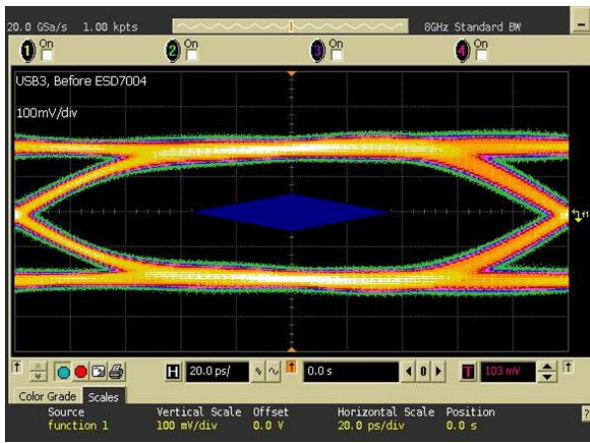 20.0 GSa/s 1.00 kpts 8GHz Standard BW
1 On 2 On 3 On 4 On
USB3, Before ESD7004
100mV/div
f1
H 20.0 ps/ 0.0 s 0 T 103 mV
Color Grade Scales
Source Vertical Scale Offset Horizontal Scale Position
function 1 100 mV/div 0.0 V 20.0 ps/div 0.0 s
?